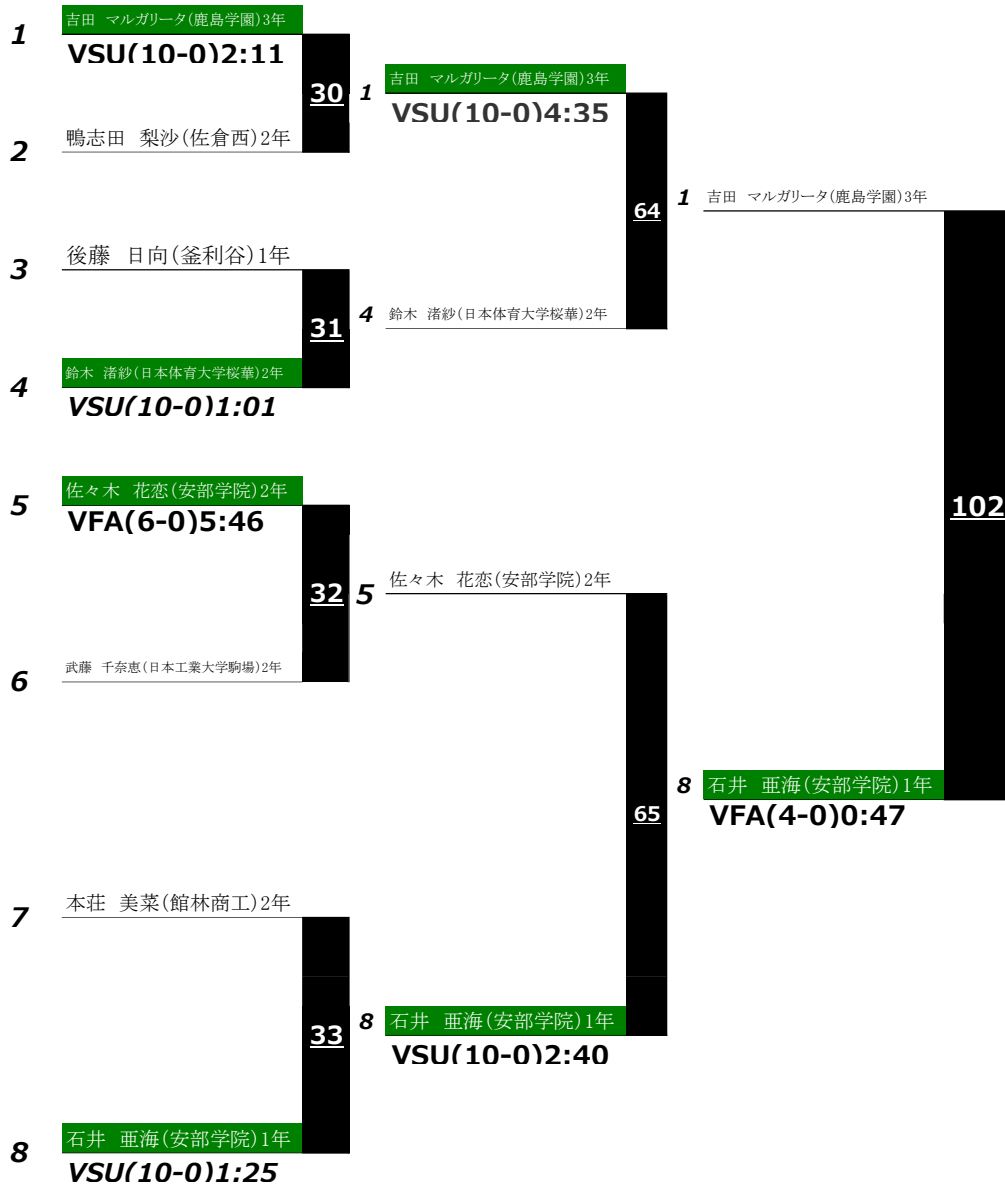 1
吉田　マルガリータ(鹿島学園)3年
VSU(10-0)2:11
30
2
鴨志田　梨沙(佐倉西)2年
3
後藤　日向(釜利谷)1年
31
4
鈴木　渚紗(日本体育大学桜華)2年
VSU(10-0)1:01
5
佐々木　花恋(安部学院)2年
VFA(6-0)5:46
32
6
武藤　千奈恵(日本工業大学駒場)2年
7
本荘　美菜(館林商工)2年
33
8
石井　亜海(安部学院)1年
VSU(10-0)1:25
1
吉田　マルガリータ(鹿島学園)3年
VSU(10-0)4:35
64
4
鈴木　渚紗(日本体育大学桜華)2年
5
佐々木　花恋(安部学院)2年
65
8
石井　亜海(安部学院)1年
VSU(10-0)2:40
1
吉田　マルガリータ(鹿島学園)3年
102
8
石井　亜海(安部学院)1年
VFA(4-0)0:47